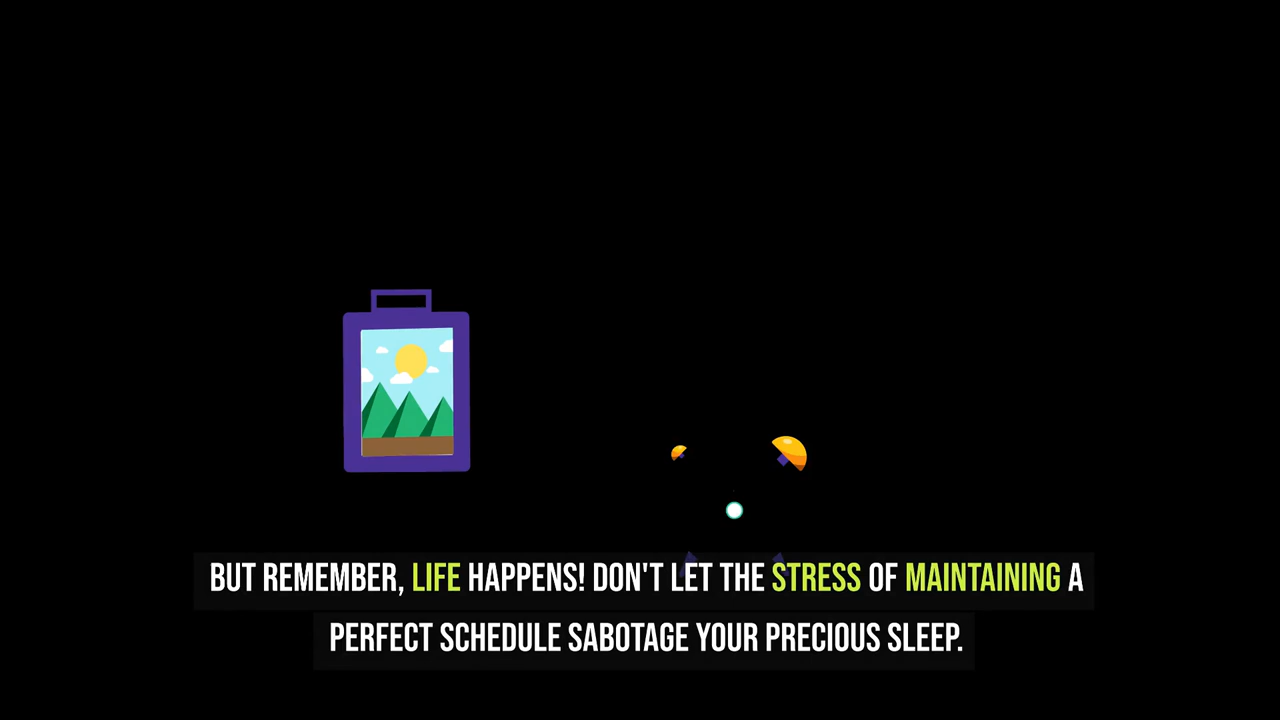 BUT REMEMBER, LIFE HAPPENS! DON'T LET THE STRESS OF MAINTAINING A
PERFECT SCHEDULE SABOTAGE YOUR PRECIOUS SLEEP.